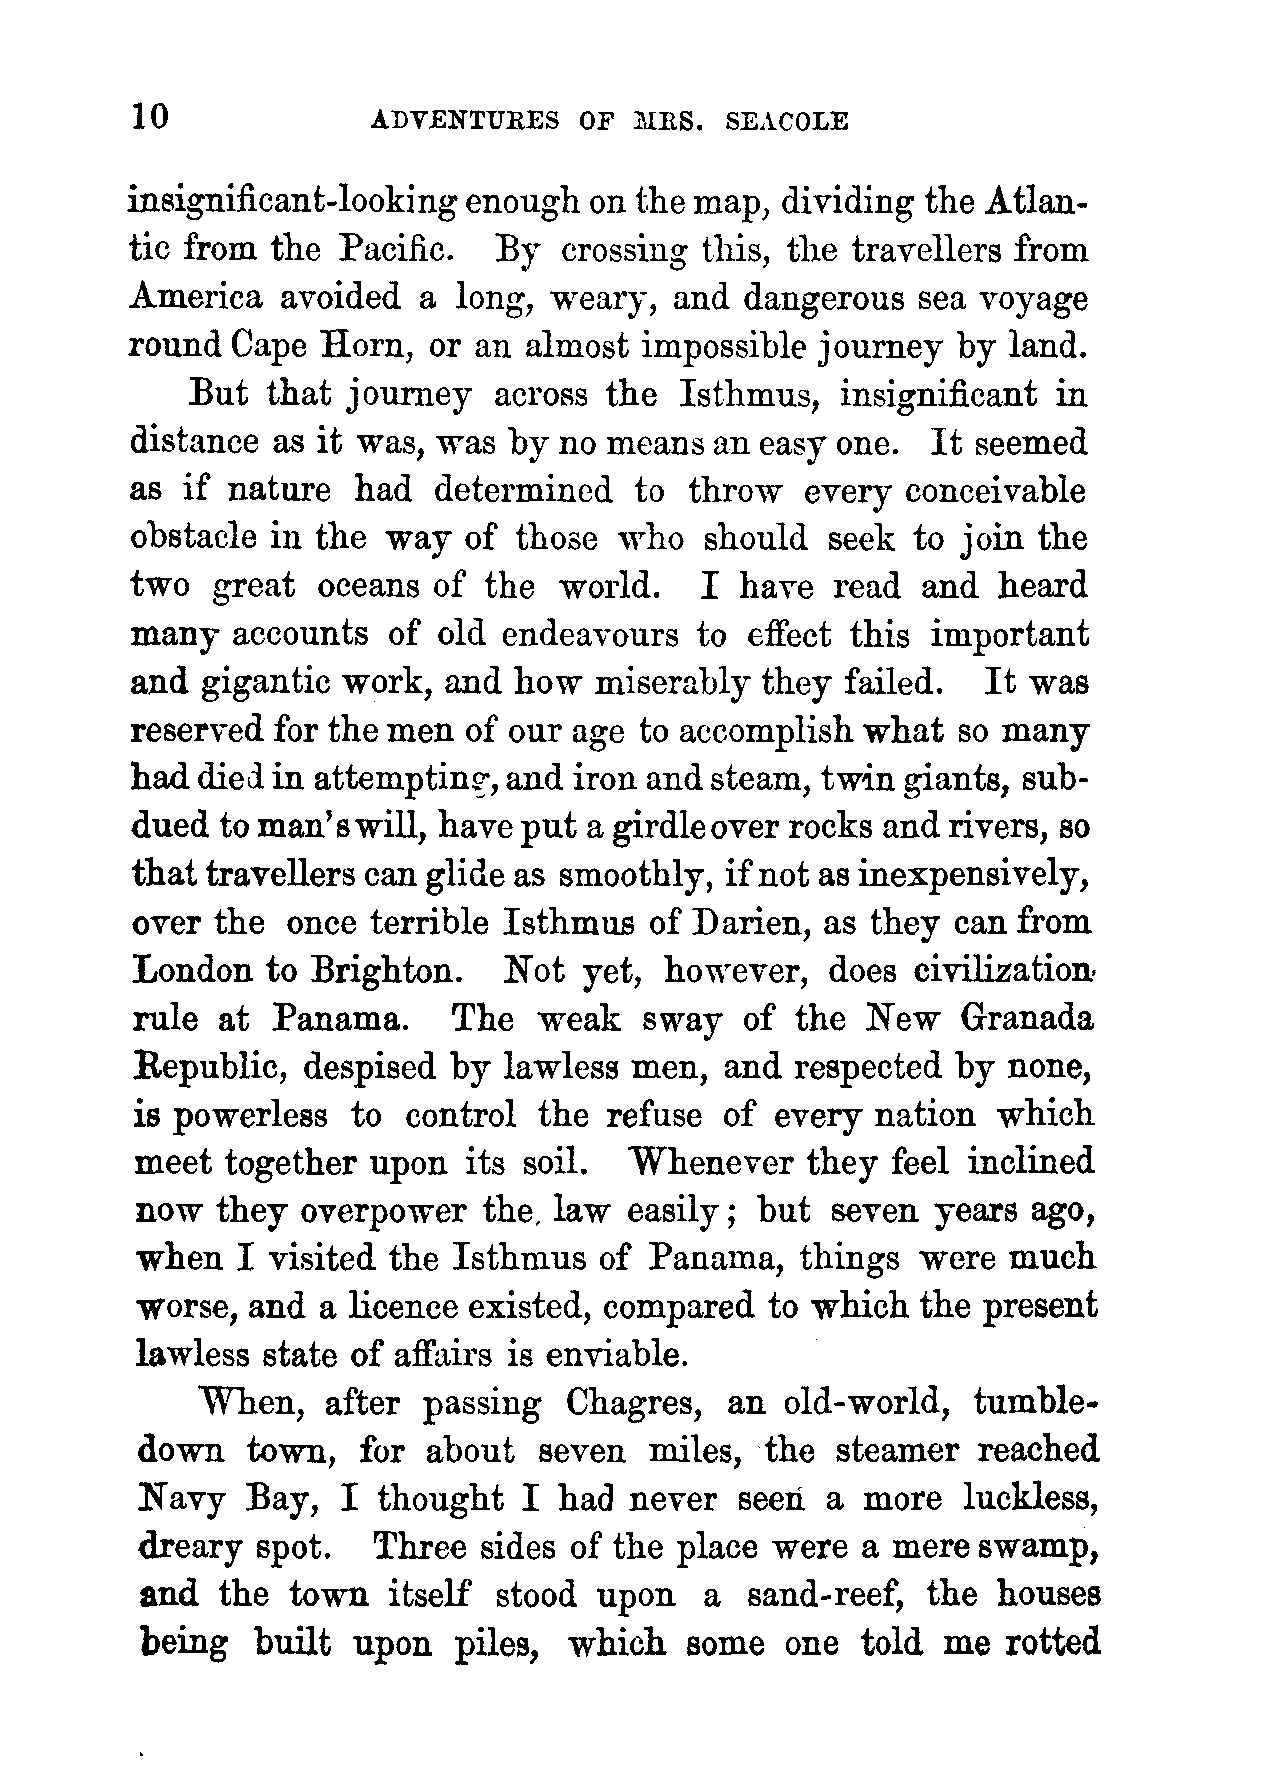 10 ADVENTURES OF MRS. SEACOLE
insignificant-looking enough on the map, dividing the Atlan-
tic from the Pacific. By crossing this, the travellers from
America avoided a long, weary, and dangerous sea voyage
round Cape Horn, or an almost impossible journey by land.
But that journey across the Isthmus, insignificant in
distance as it was, was by no means an easy one. It seemed
as if nature had determined to throw every conceivable
obstacle in the way of those who should seek to join the
two great oceans of the world. I have read and heard
many accounts of old endeavours to effect this important
and gigantic work, and how miserably they failed. It was
reserved for the men of our age to accomplish what so many
had died in attempting, and iron and steam, twin giants, sub-
dued to man's will, have put a girdle over rocks and rivers, so
that travellers can glide as smoothly, if not as inexpensively,
over the once terrible Isthmus of Darien, as they can from
London to Brighton. Not yet, however, does civilization
rule at Panama. The weak sway of the New Granada
Republic, despised by lawless men, and respected by none,
is powerless to control the refuse of every nation which
meet together upon its soil. Whenever they feel inclined
now they overpower the law easily; but seven years ago,
when I visited the Isthmus of Panama, things were much
worse, and a licence existed, compared to which the present
lawless state of affairs is enviable.
When, after passing Chagres, an old-world, tumble-
down town, for about seven miles, the steamer reached
Navy Bay, I thought I had never seen a more luckless,
dreary spot. Three sides of the place were a mere swamp,
and the town itself stood upon a sand-reef, the houses
being built upon piles, which some one told me rotted